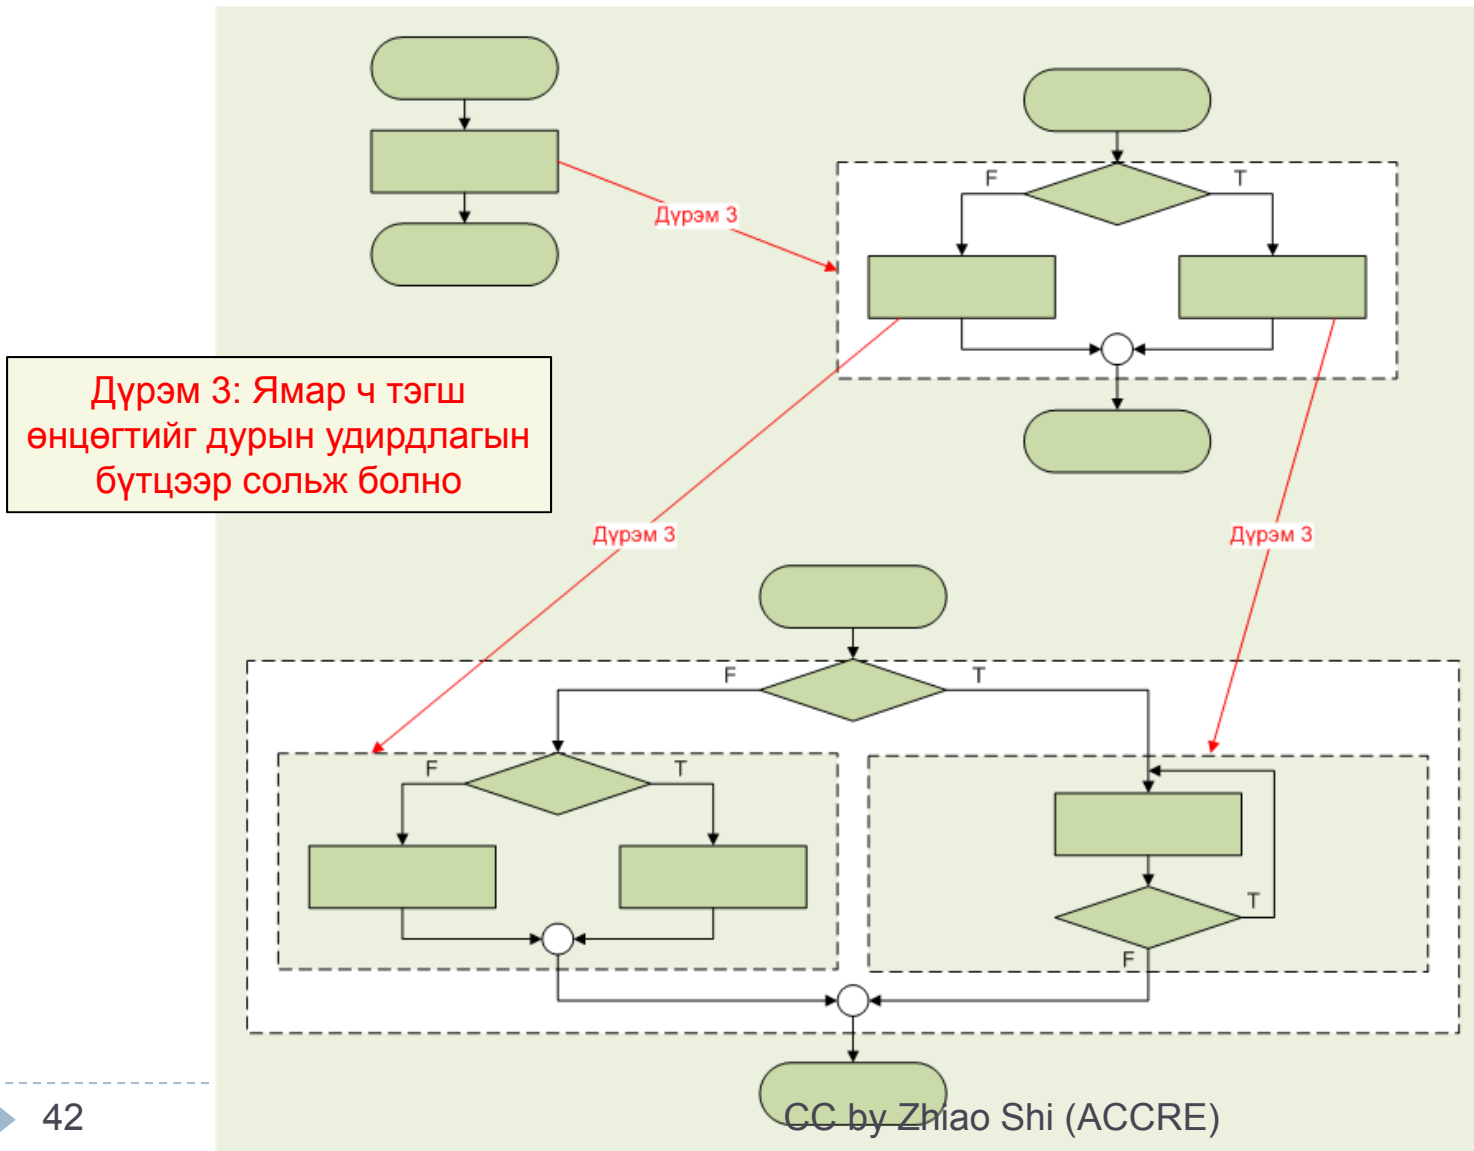 F
T
Дүрэм 3
Дүрэм 3: Ямар ч тэгш
өнцөгтийг дурын удирдлагын
бүтцээр сольж болно
Дүрэм 3
Дүрэм 3
F
T
F
T
T
F
42
CC by Zhiao Shi (ACCRE)